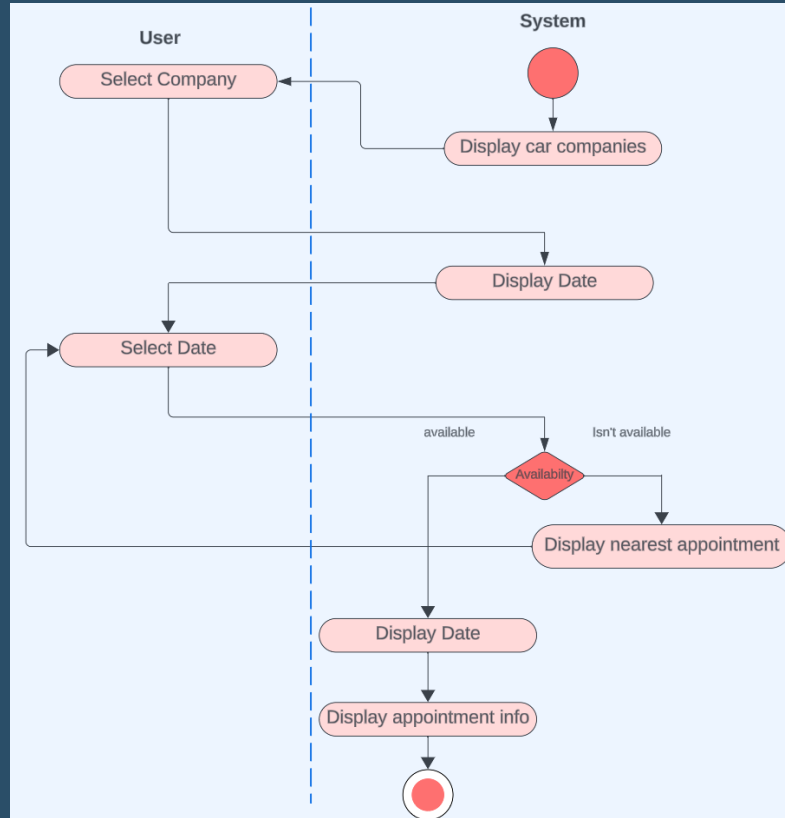 User
System
Select Company
Display car companies
Display Date
Select Date
available
Isn't available
Availabilty
Display nearest appointment
Display Date
Display appointment info